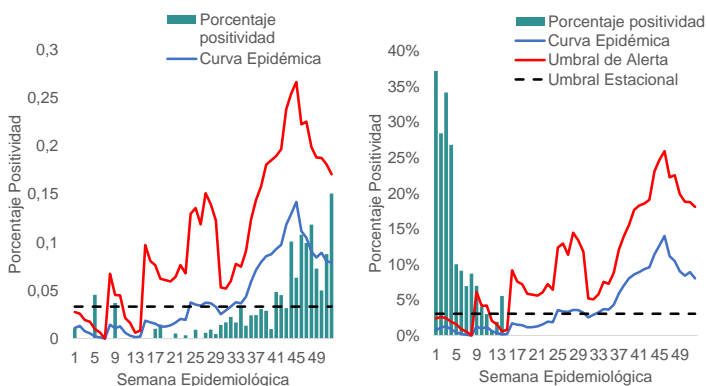 Porcentaje
positividad
Curva Epidémica
0,3
0,25
0,2
0,15
0,1
0,05
0
Porcentaje Positividad
1 5 9 13 17 21 25 29 33 37 41 45 49
Semana Epidemiológica
Porcentaje positividad
Curva Epidémica
Umbral de Alerta
Umbral Estacional
40%
35%
30%
25%
20%
15%
10%
5%
0%
Porcentaje Positividad
1 5 9 13 17 21 25 29 33 37 41 45 49
Semana Epidemiológica